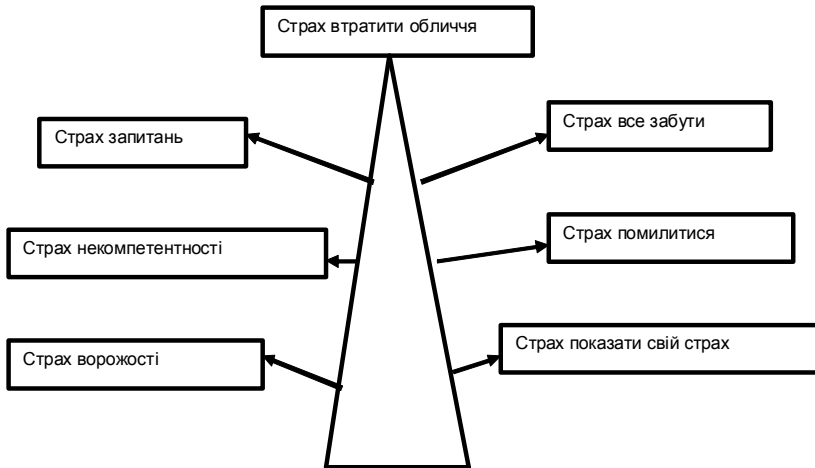 Страх втратити обличчя
Страх запитань
Страх все забути
Страх некомпетентності
Страх помилитися
Страх ворожості
Страх показати свій страх